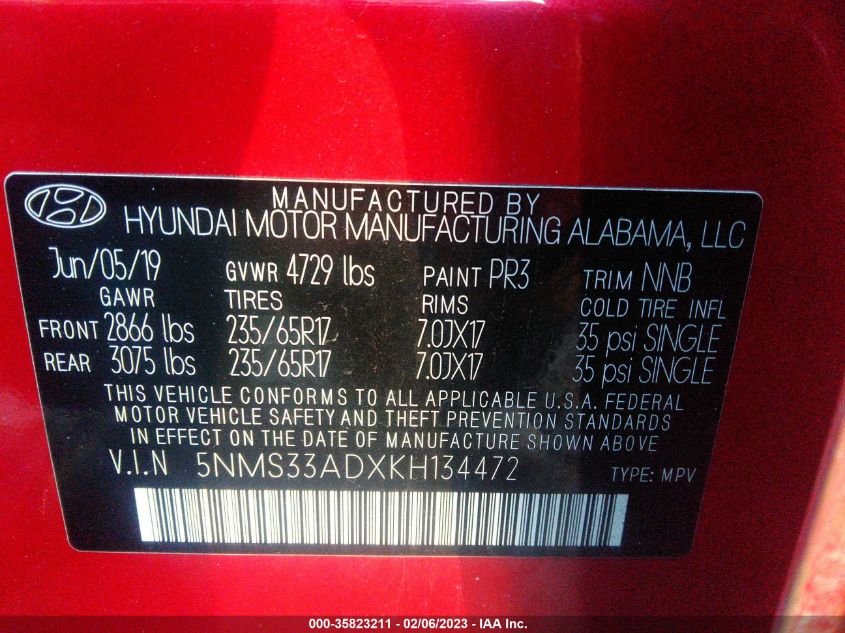 MANUFACTURED BY
HYUNDAI MOTOR MANUFACTURING ALABAMA, LLC
Jun/05/19 GVWR 4729 lbs PAINT PR3 TRIM NNB
GAWR TIRES RIMS COLD TIRE INFL
FRONT 2866 lbs 235/65R17 7.0JX17 35 psi SINGLE
REAR 3075 lbs 235/65R17 7.0JX17 35 psi SINGLE
THIS VEHICLE CONFORMS TO ALL APPLICABLE U.S.A. FEDERAL
MOTOR VEHICLE SAFETY AND THEFT PREVENTION STANDARDS
IN EFFECT ON THE DATE OF MANUFACTURE SHOWN ABOVE
V.I.N 5NMS33ADXKH134472 TYPE: MPV
000-35823211 - 02/06/2023 - IAA Inc.